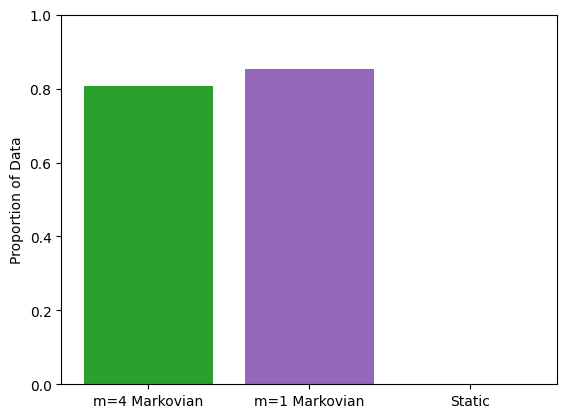 1.0
0.8
0.6
0.4
0.2
0.0
Proportion of Data
m=4 Markovian
m=1 Markovian
Static